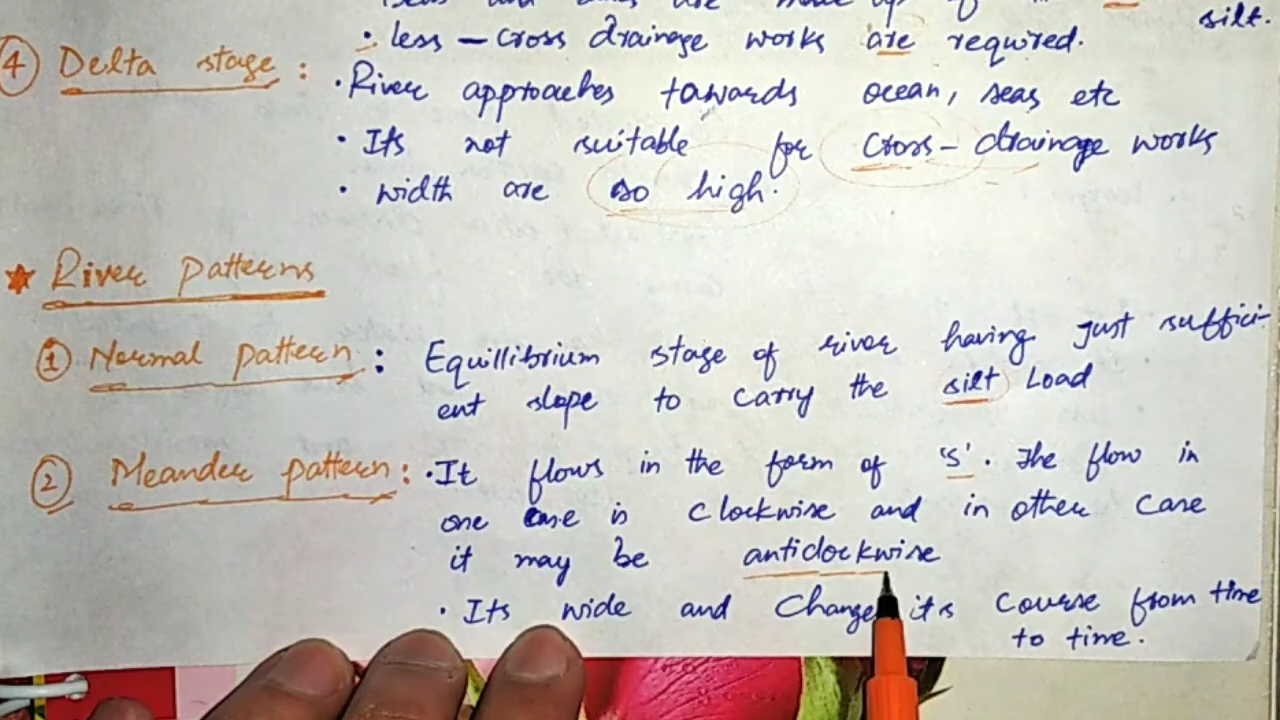 silt.
• less – cross drainage works are required.
④ Delta stage : • River approaches towards ocean, seas etc
• Its not suitable for cross - drainage works
• width are so high.
★ River patterns
① Normal pattern : Equillibrium stage of river having just suffici-
ent slope to carry the silt Load
② Meander pattern : • It flows in the form of 'S'. The flow in
one case is clockwise and in other case
it may be anticlockwise
• Its wide and change its course from time
to time.